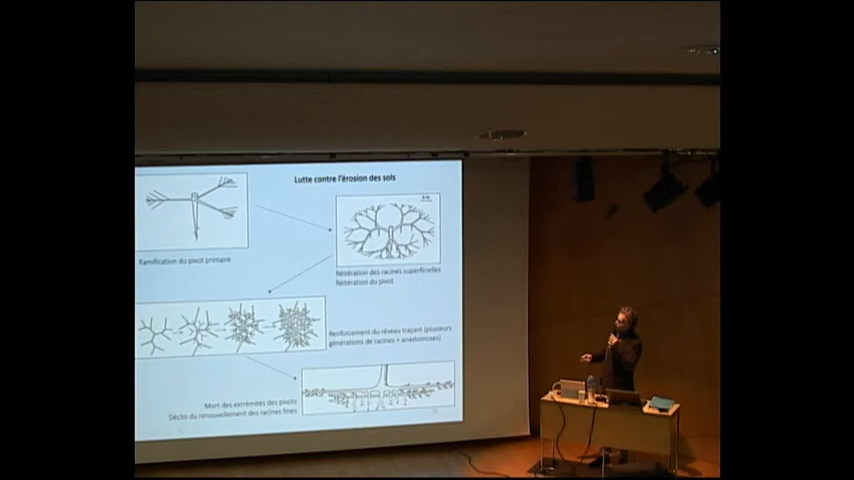 Lutte contre l'érosion des sols
Ramification du pivot primaire
Réitération des racines superficielles
Réitération du pivot
Renforcement du réseau traçant (plusieurs
générations de racines + anastomoses)
Mort des extrémités des pivots
Déclin du renouvellement des racines fines